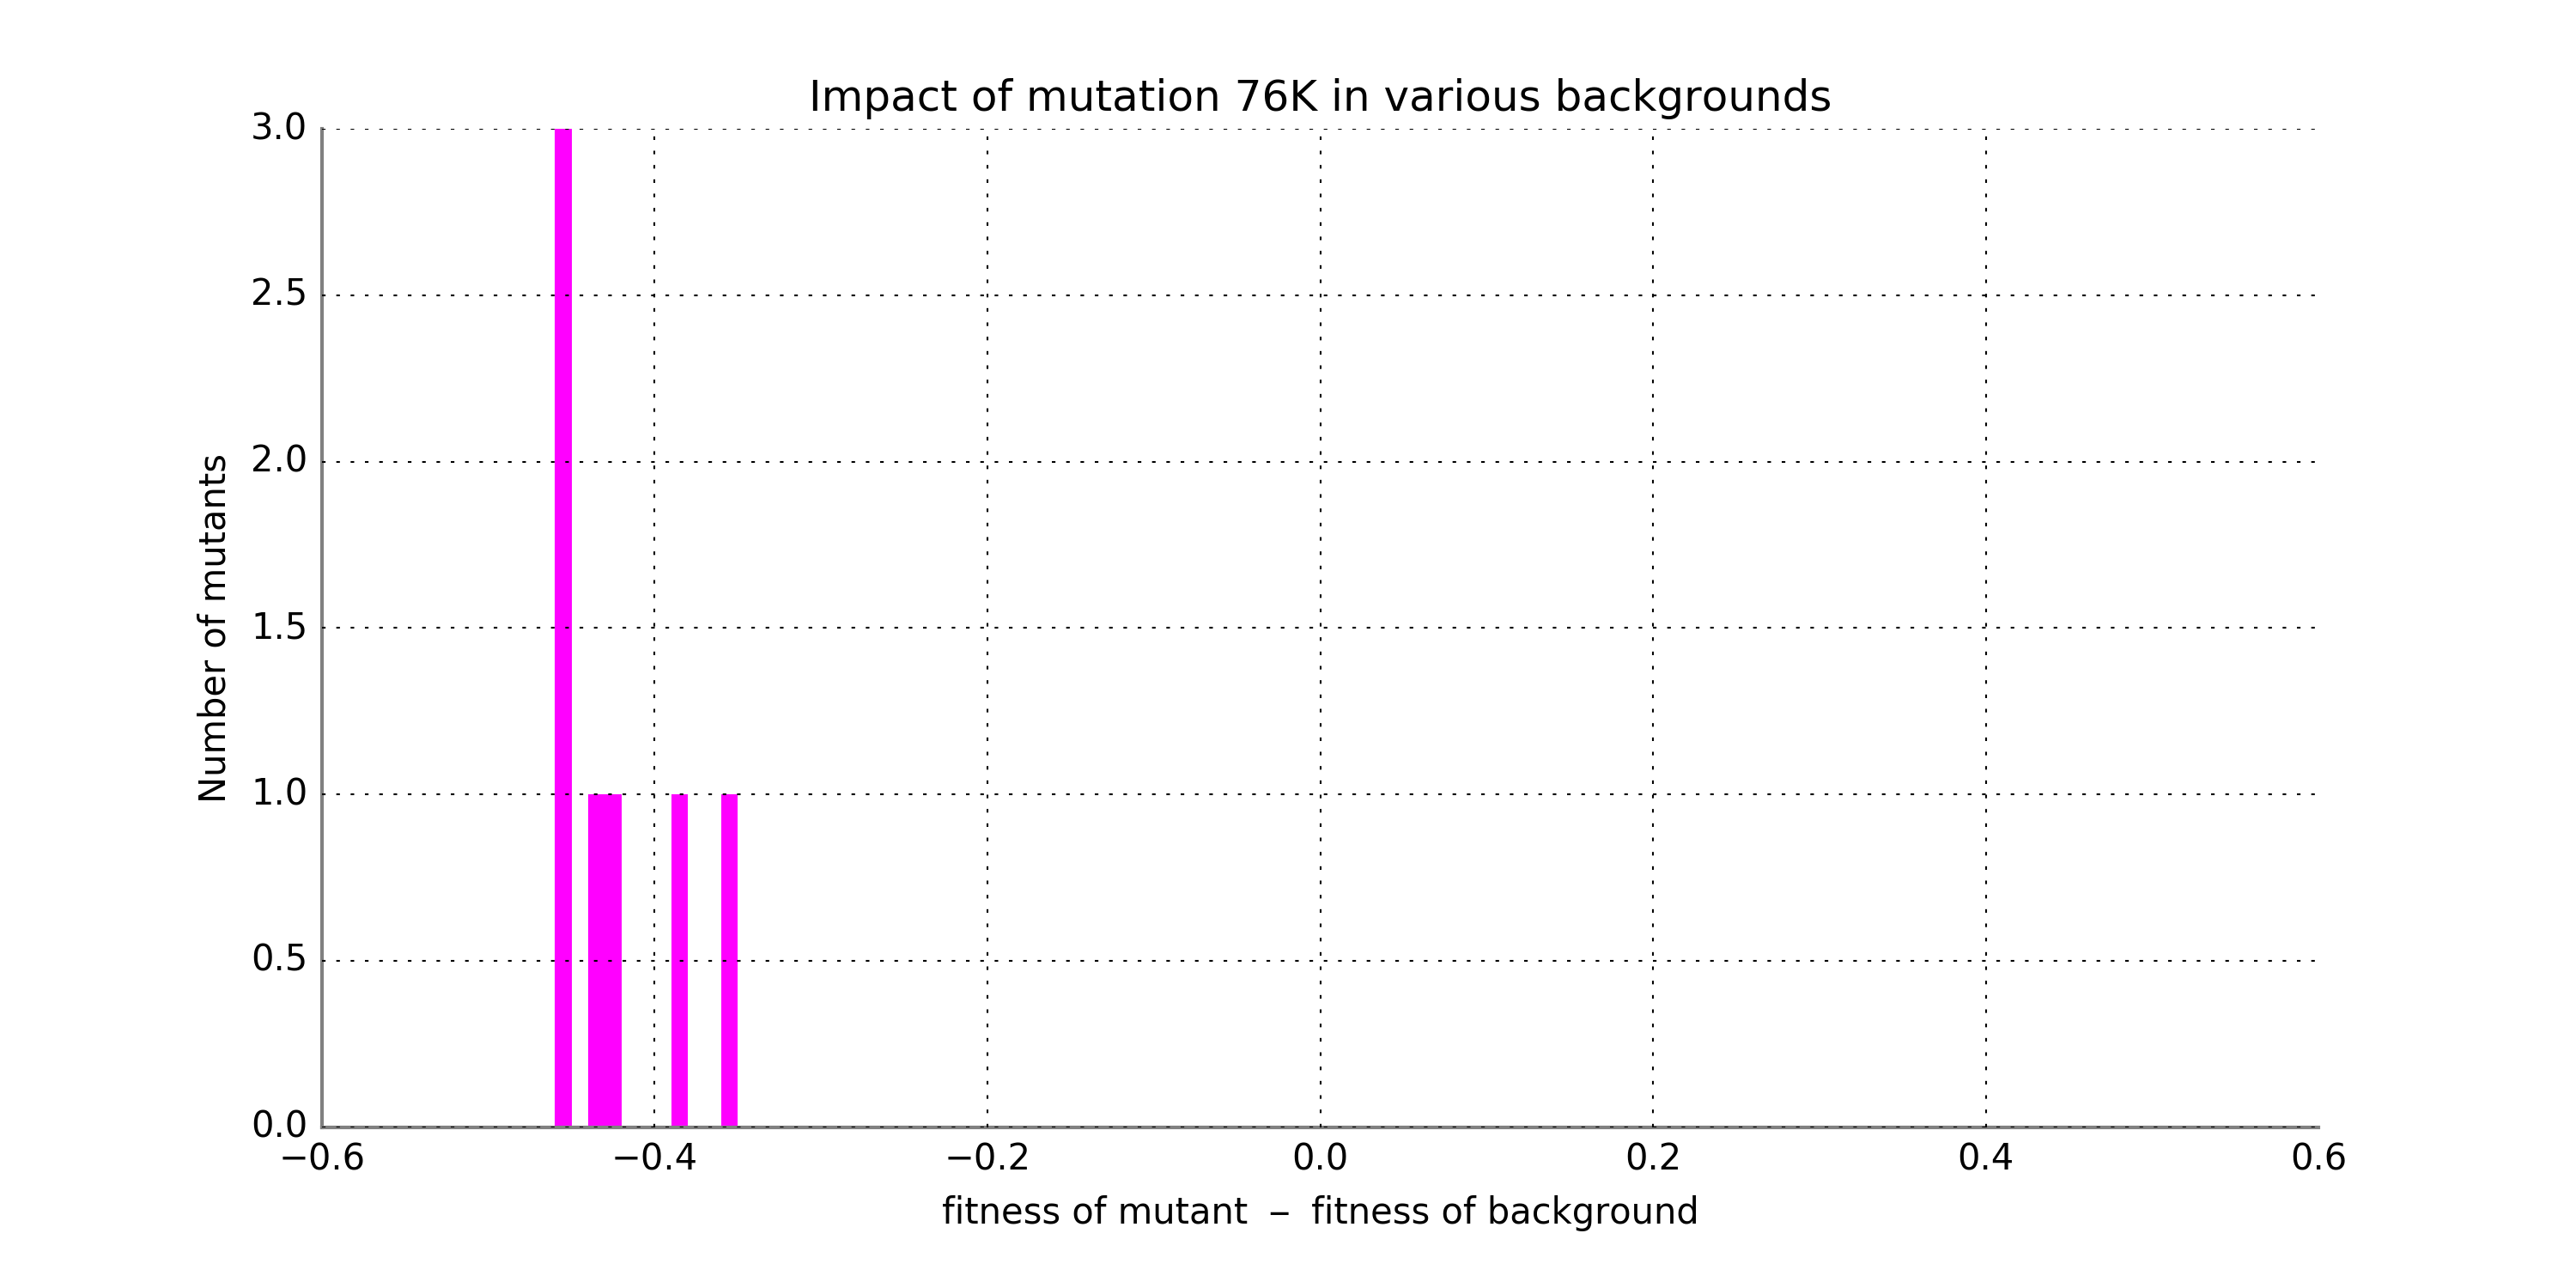 Impact of mutation 76K in various backgrounds
3.0
2.5
2.0
1.5
1.0
0.5
0.0
Number of mutants
−0.6 −0.4 −0.2 0.0 0.2 0.4 0.6
fitness of mutant − fitness of background